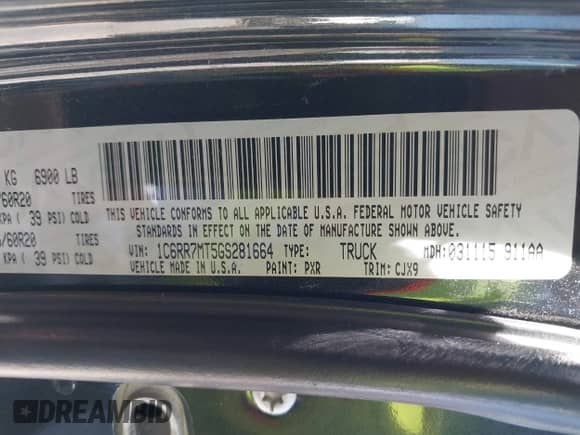 KG 6900 LB
/60R20 TIRES
KPA ( 39 PSI) COLD
/60R20 TIRES
KPA ( 39 PSI) COLD
THIS VEHICLE CONFORMS TO ALL APPLICABLE U.S.A. FEDERAL MOTOR VEHICLE SAFETY
STANDARDS IN EFFECT ON THE DATE OF MANUFACTURE SHOWN ABOVE
VIN: 1C6RR7MT5GS281664 TYPE: TRUCK MDH: 031115 911AA
VEHICLE MADE IN U.S.A. PAINT: PXR TRIM: CJX9
DREAMBID